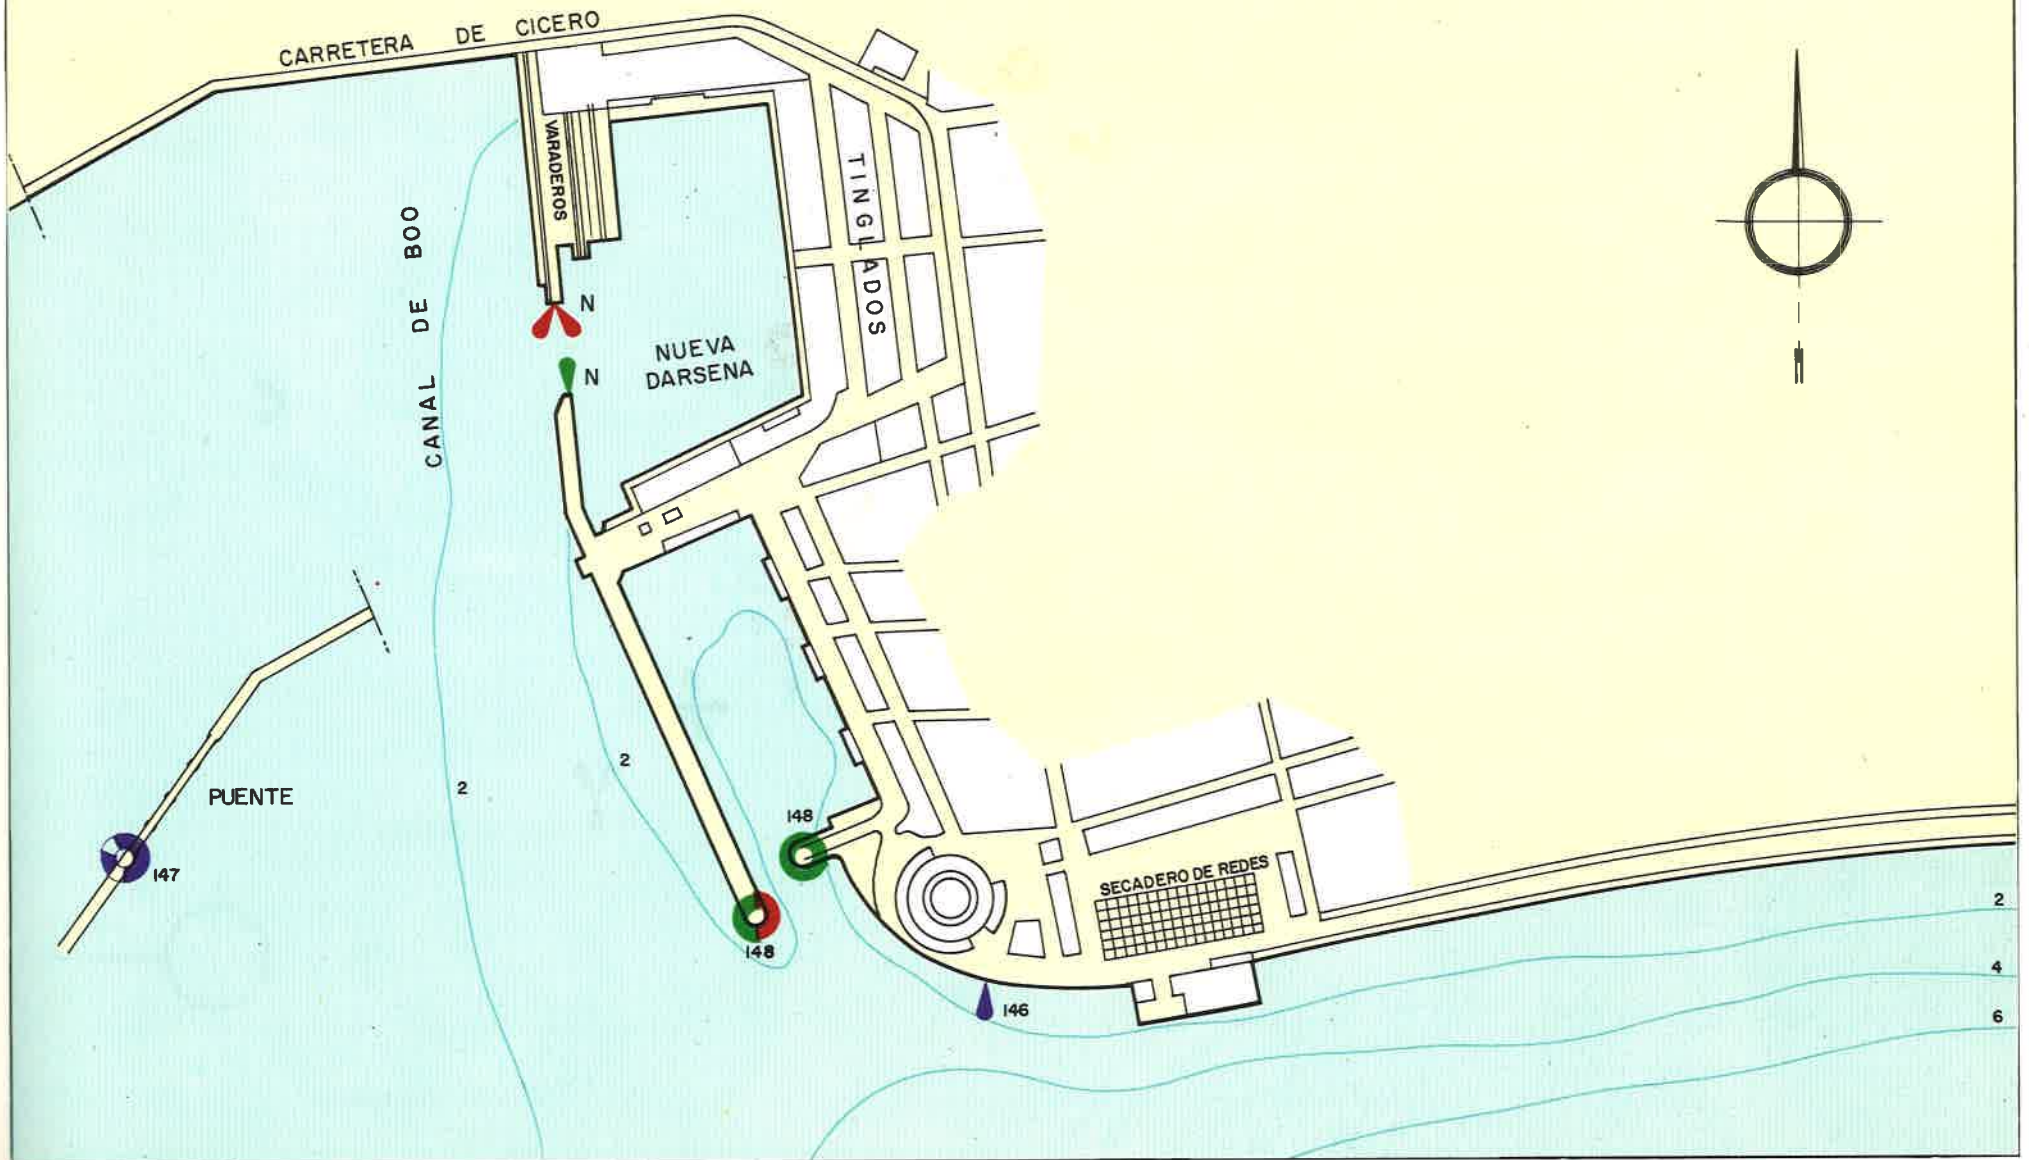 CARRETERA DE CICERO
VARADEROS
TINGLADOS
CANAL DE BOO
N
N
NUEVA
DARSENA
N
2
2
PUENTE
147
148
148
SECADERO DE REDES
146
2
4
6